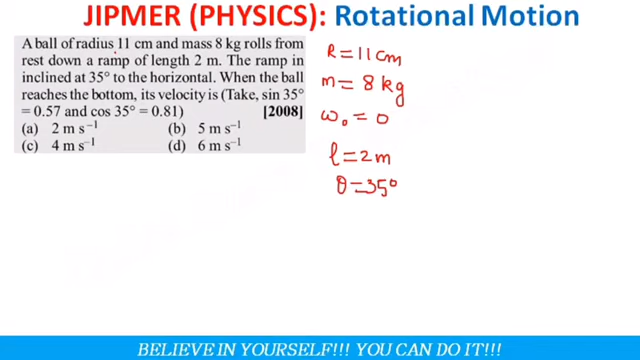 JIPMER (PHYSICS): Rotational Motion
A ball of radius 11 cm and mass 8 kg rolls from
rest down a ramp of length 2 m. The ramp in
inclined at 35° to the horizontal. When the ball
reaches the bottom, its velocity is (Take, sin 35°
= 0.57 and cos 35° = 0.81) [2008]
(a) 2 m s⁻¹ (b) 5 m s⁻¹
(c) 4 m s⁻¹ (d) 6 m s⁻¹
R = 11 cm
m = 8 kg
ω₀ = 0
l = 2 m
θ = 35°
BELIEVE IN YOURSELF!!! YOU CAN DO IT!!!